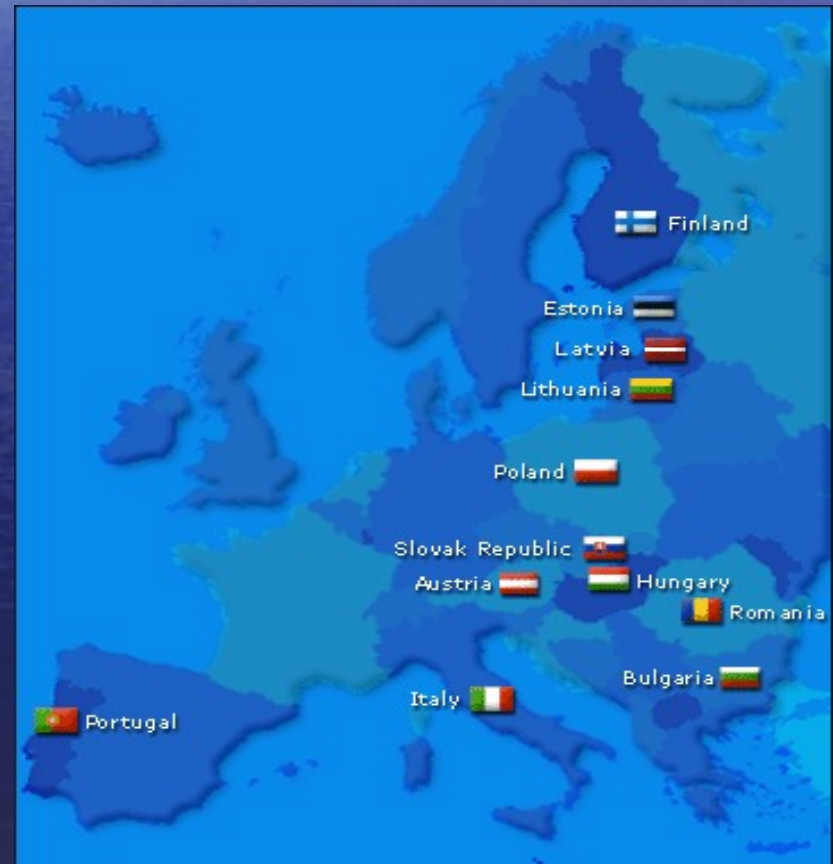 Finland
Estonia
Latvia
Lithuania
Poland
Slovak Republic
Austria
Hungary
Romania
Bulgaria
Italy
Portugal